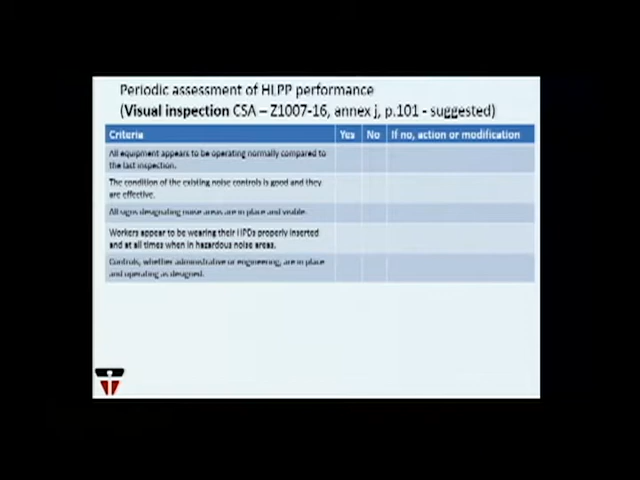 Periodic assessment of HLPP performance
(Visual inspection CSA – Z1007-16, annex j, p.101 - suggested)
Criteria Yes No If no, action or modification
All equipment appears to be operating normally compared to
the last inspection.
The condition of the existing noise controls is good and they
are effective.
All signs designating noise areas are in place and visible.
Workers appear to be wearing their HPDs properly inserted
and at all times when in hazardous noise areas.
Controls, whether administrative or engineering, are in place
and operating as designed.